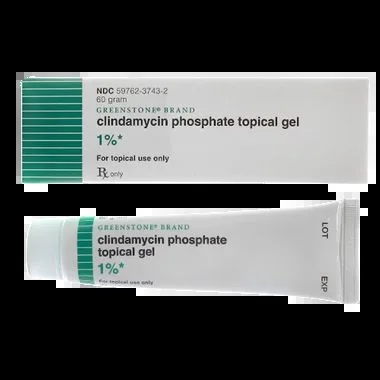 NDC 59762-3743-2
60 gram
GREENSTONE® BRAND
clindamycin phosphate topical gel
1%*
For topical use only
Rx only
GREENSTONE® BRAND
clindamycin phosphate
topical gel
1%*
For topical use only
LOT
EXP